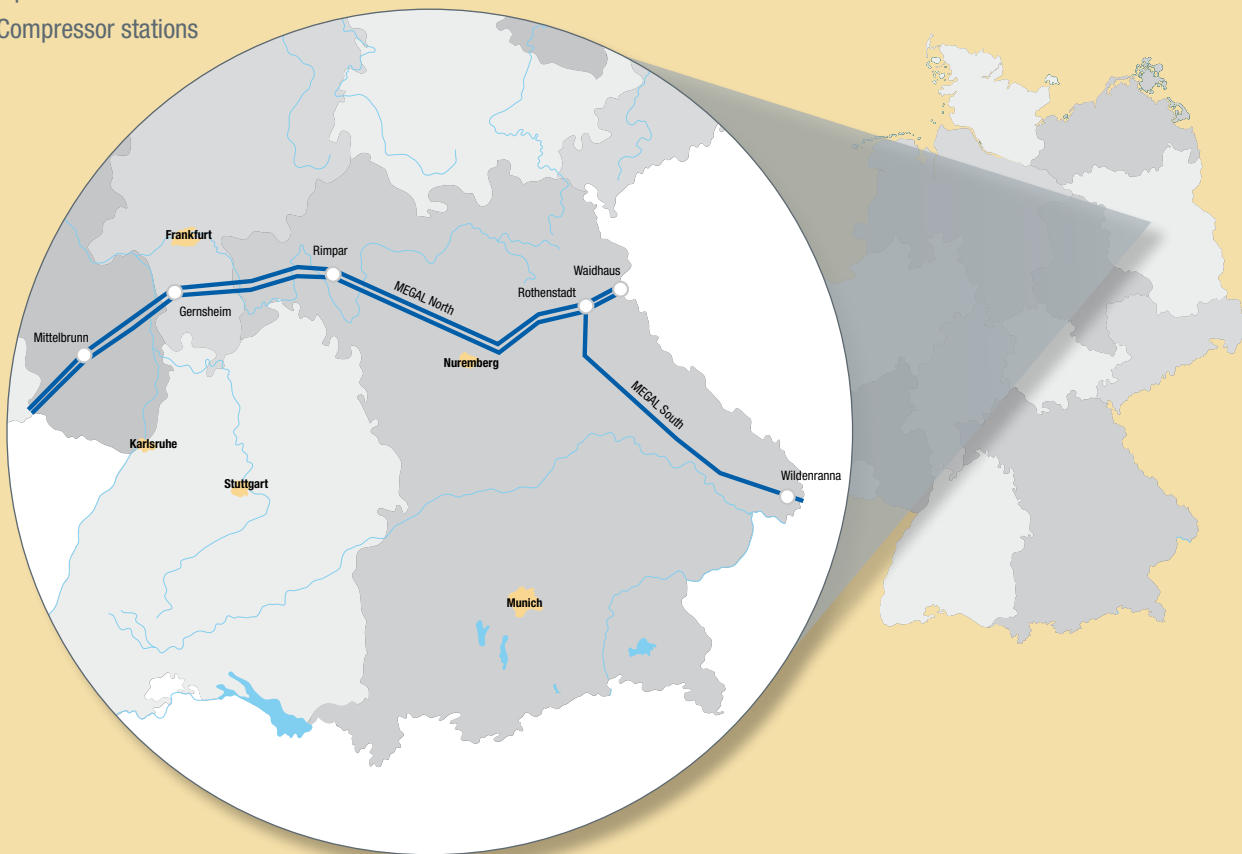 Compressor stations
Frankfurt
Rimpar
Waidhaus
MEGAL North
Rothenstadt
Gernsheim
Mittelbrunn
Nuremberg
MEGAL South
Karlsruhe
Wildenranna
Stuttgart
Munich